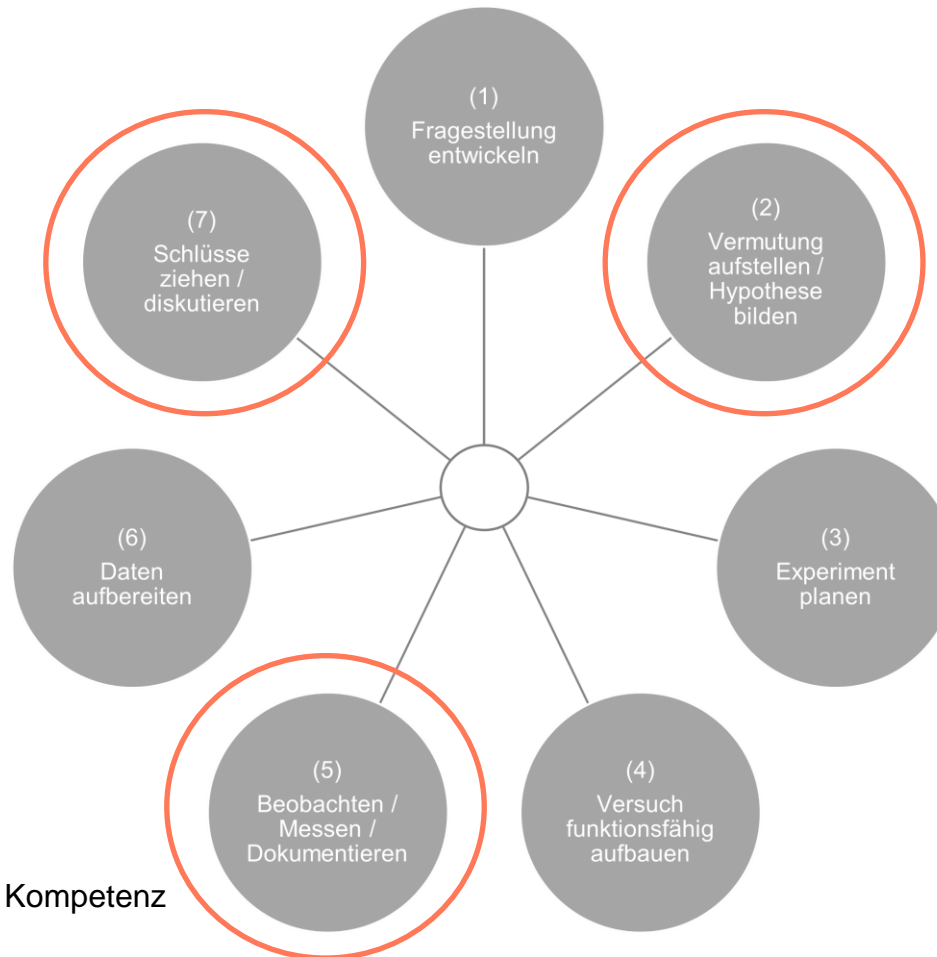 (1)
Fragestellung
entwickeln
(2)
Vermutung
aufstellen /
Hypothese
bilden
(3)
Experiment
planen
(4)
Versuch
funktionsfähig
aufbauen
(5)
Beobachten /
Messen /
Dokumentieren
(6)
Daten
aufbereiten
(7)
Schlüsse
ziehen /
diskutieren
Kompetenz